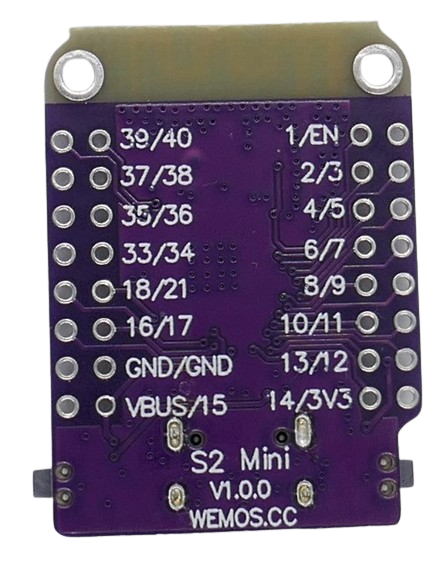 39/40 1/EN
37/38 2/3
35/36 4/5
33/34 6/7
18/21 8/9
16/17 10/11
GND/GND 13/12
VBUS/15 14/3V3
S2 Mini
V1.0.0
WEMOS.CC